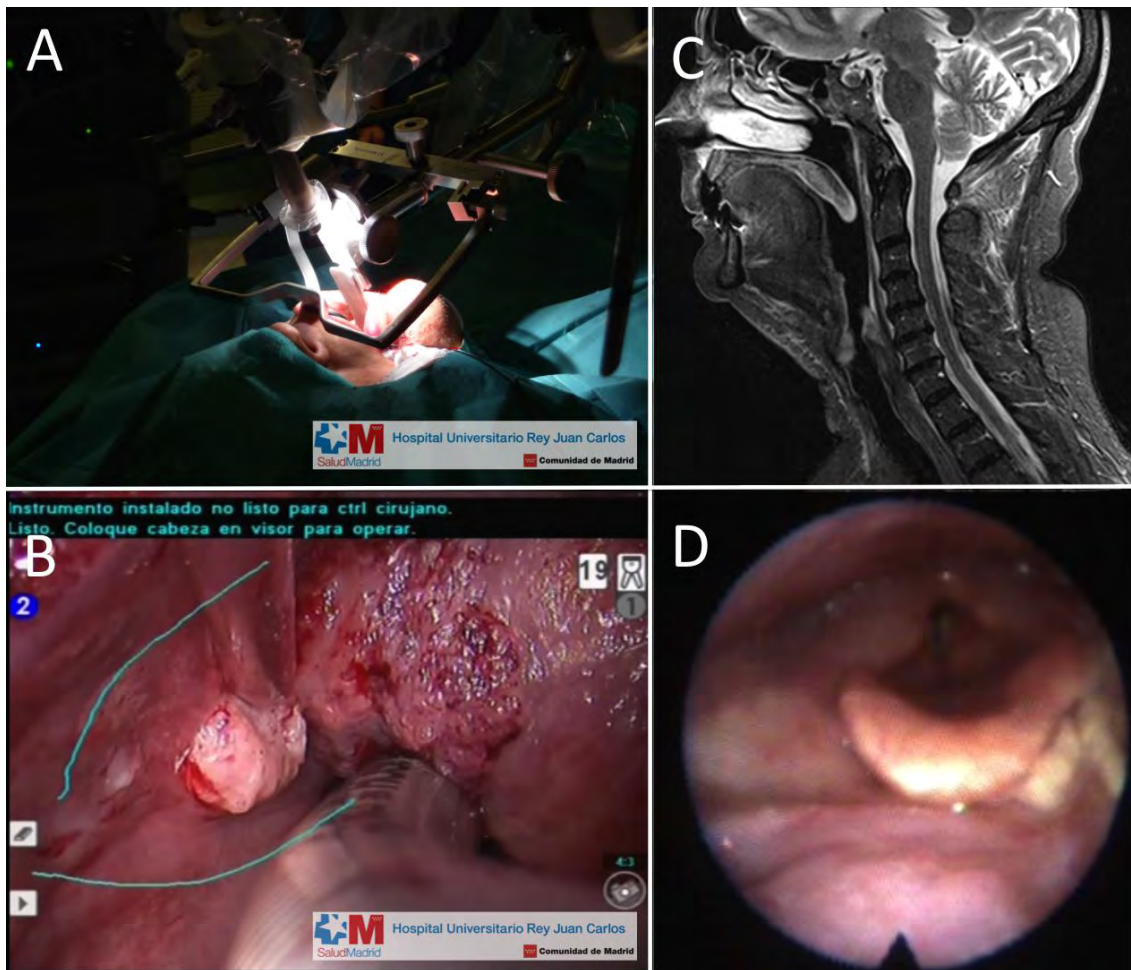 A
SaludMadrid
Hospital Universitario Rey Juan Carlos
Comunidad de Madrid
C
Instrumento instalado no listo para ctrl cirujano.
Listo. Coloque cabeza en visor para operar.
B
19
2
1
4:3
SaludMadrid
Hospital Universitario Rey Juan Carlos
Comunidad de Madrid
D